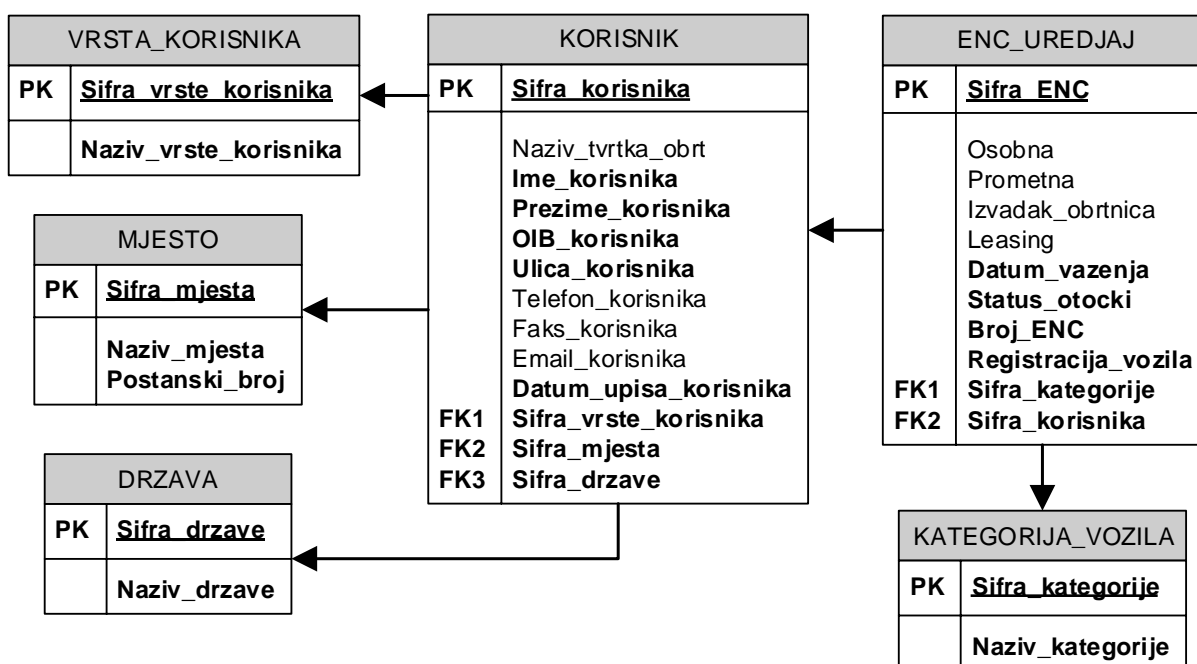 VRSTA_KORISNIKA
PK Sifra_vrste_korisnika
Naziv_vrste_korisnika
MJESTO
PK Sifra_mjesta
Naziv_mjesta
Postanski_broj
DRZAVA
PK Sifra_drzave
Naziv_drzave
KORISNIK
PK Sifra_korisnika
Naziv_tvrtka_obrt
Ime_korisnika
Prezime_korisnika
OIB_korisnika
Ulica_korisnika
Telefon_korisnika
Faks_korisnika
Email_korisnika
Datum_upisa_korisnika
FK1 Sifra_vrste_korisnika
FK2 Sifra_mjesta
FK3 Sifra_drzave
ENC_UREDJAJ
PK Sifra_ENC
Osobna
Prometna
Izvadak_obrtnica
Leasing
Datum_vazenja
Status_otocki
Broj_ENC
Registracija_vozila
FK1 Sifra_kategorije
FK2 Sifra_korisnika
KATEGORIJA_VOZILA
PK Sifra_kategorije
Naziv_kategorije